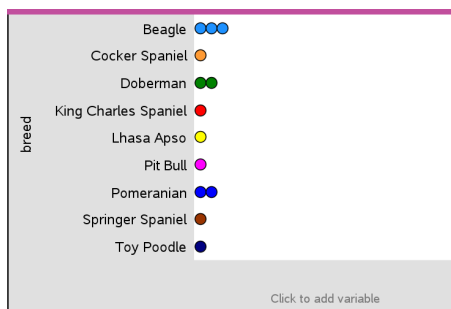 Beagle
Cocker Spaniel
Doberman
King Charles Spaniel
breed
Lhasa Apso
Pit Bull
Pomeranian
Springer Spaniel
Toy Poodle
Click to add variable